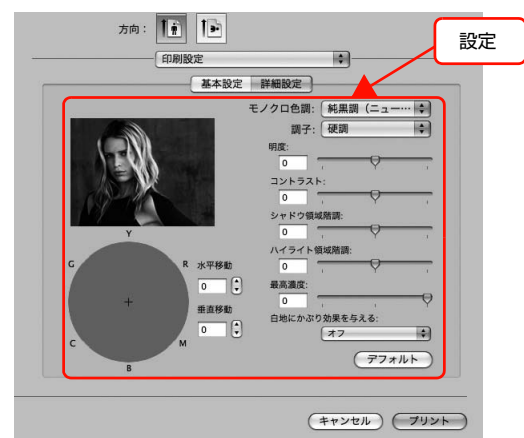 方向：
設定
印刷設定
基本設定 詳細設定
モノクロ色調: 純黒調（ニュー…
調子: 硬調
明度:
0
コントラスト:
0
シャドウ領域階調:
0
ハイライト領域階調:
0
最高濃度:
0
白地にかぶり効果を与える:
オフ
デフォルト
Y
G R
C M
B
水平移動
0
垂直移動
0
キャンセル プリント